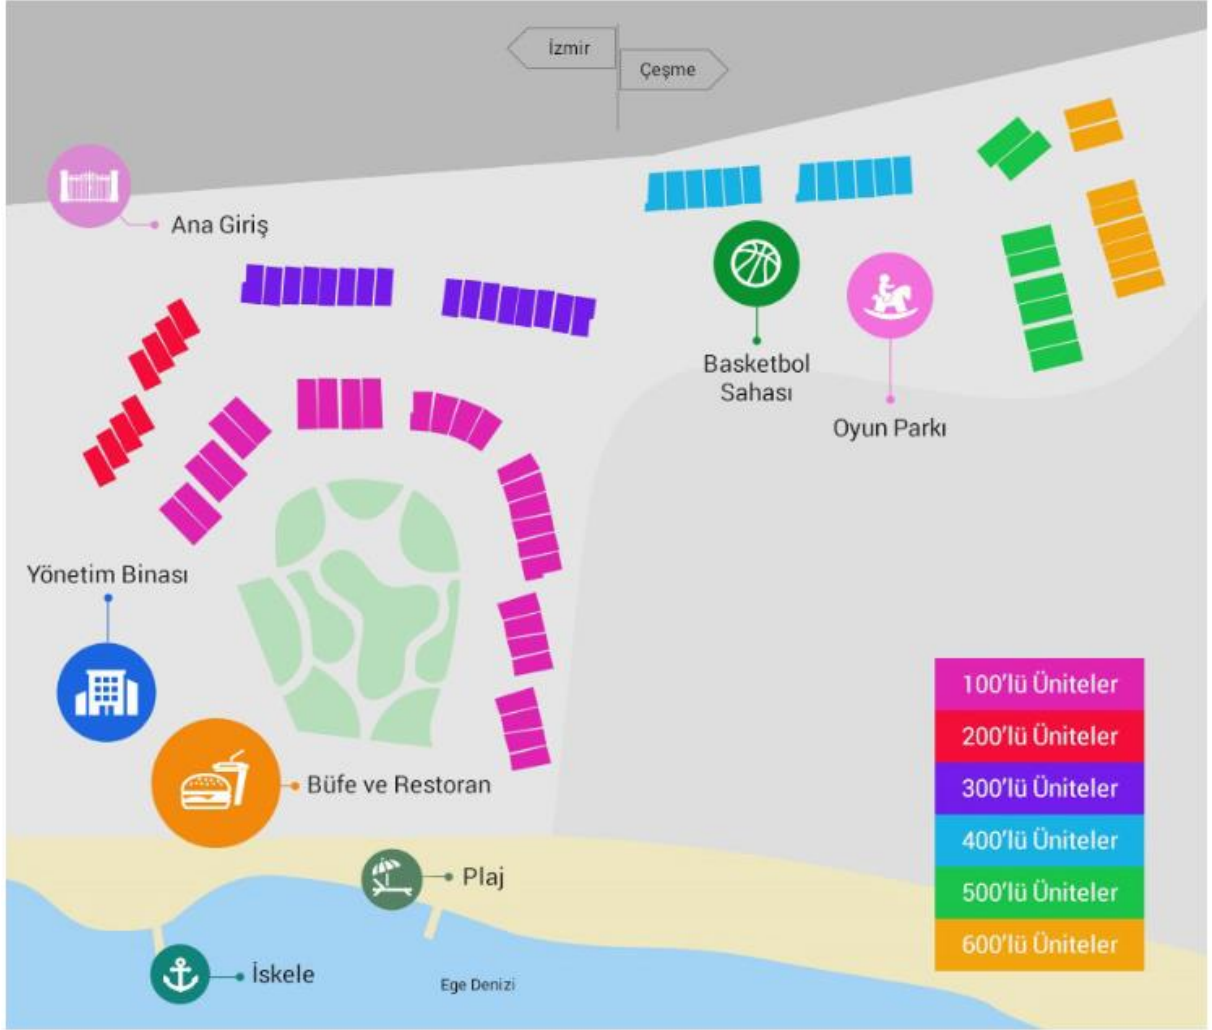 İzmir
Çeşme
Ana Giriş
Basketbol
Sahası
Oyun Parkı
Yönetim Binası
Büfe ve Restoran
Plaj
İskele
Ege Denizi
100'lü Üniteler
200'lü Üniteler
300'lü Üniteler
400'lü Üniteler
500'lü Üniteler
600'lü Üniteler